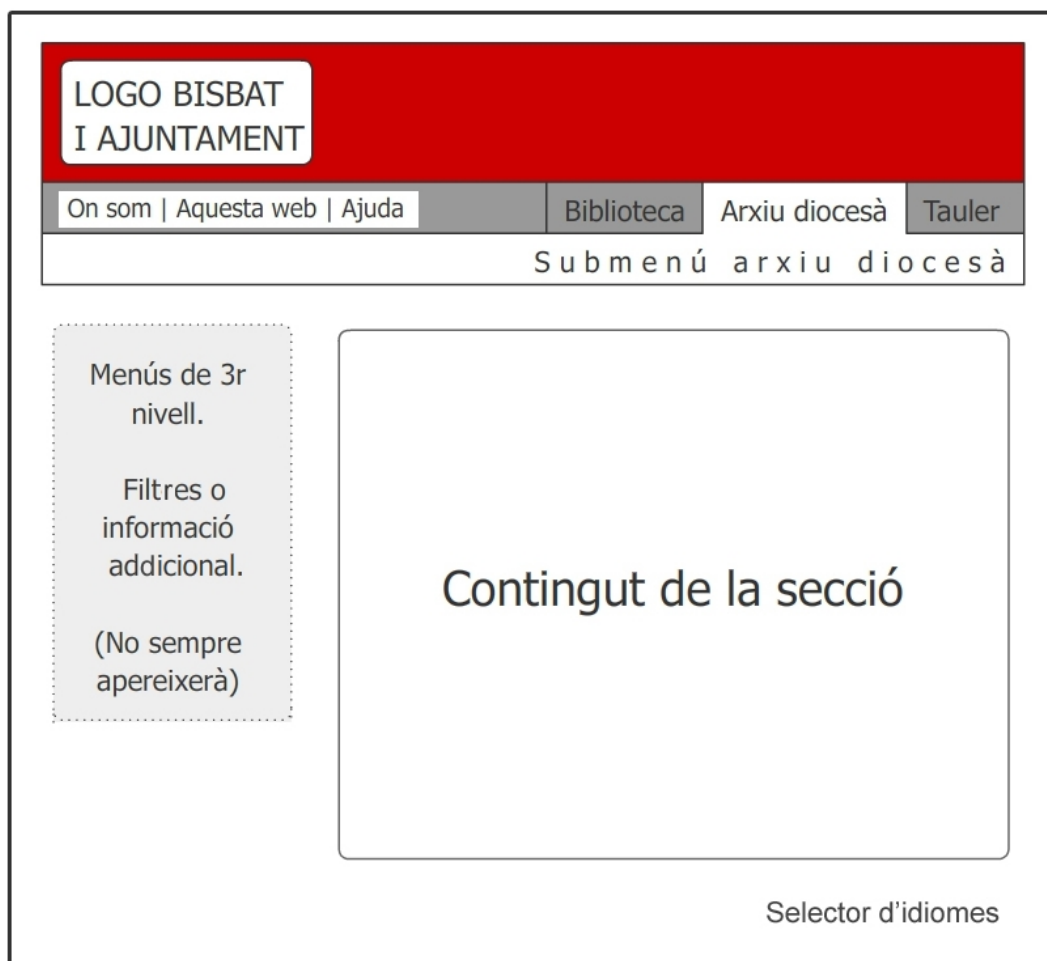 LOGO BISBAT
I AJUNTAMENT
On som | Aquesta web | Ajuda
Biblioteca
Arxiu diocesà
Tauler
Submenú arxiu diocesà
Menús de 3r
nivell.
Filtres o
informació
addicional.
(No sempre
apereixerà)
Contingut de la secció
Selector d’idiomes